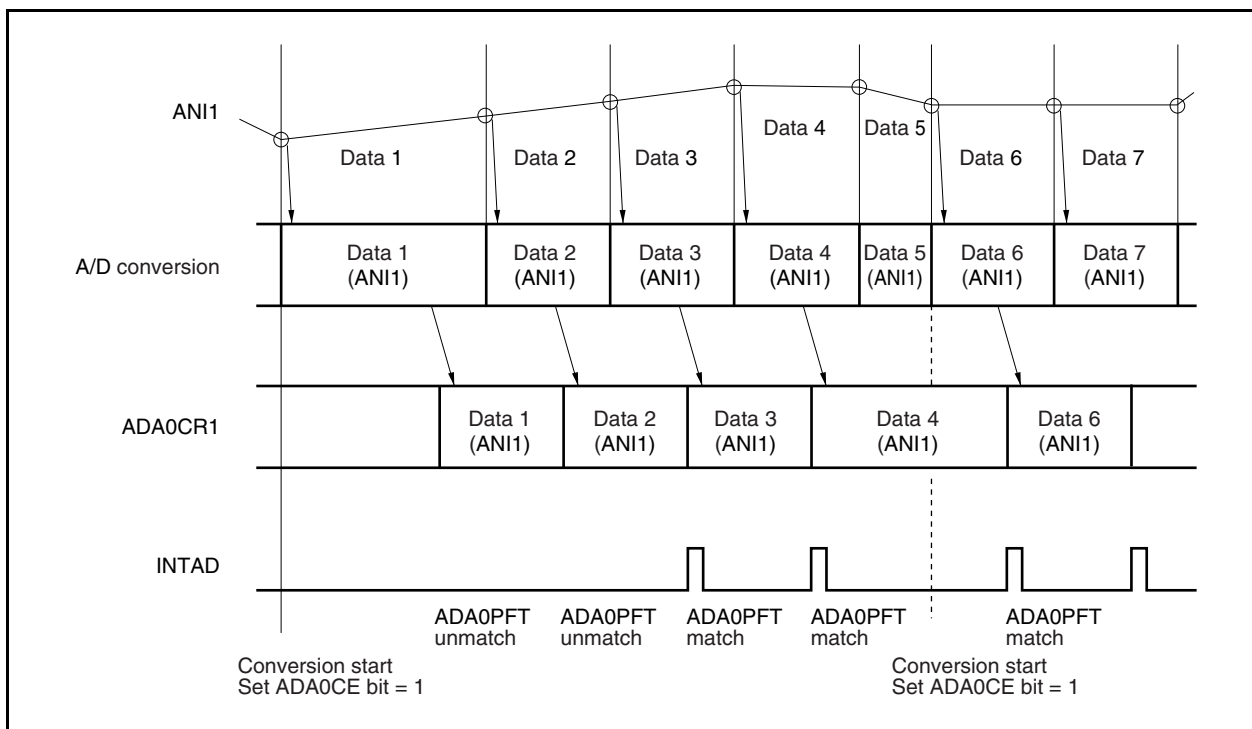 ANI1
Data 1
Data 2
Data 3
Data 4
Data 5
Data 6
Data 7
A/D conversion
Data 1
(ANI1)
Data 2
(ANI1)
Data 3
(ANI1)
Data 4
(ANI1)
Data 5
(ANI1)
Data 6
(ANI1)
Data 7
(ANI1)
ADA0CR1
Data 1
(ANI1)
Data 2
(ANI1)
Data 3
(ANI1)
Data 4
(ANI1)
Data 6
(ANI1)
INTAD
ADA0PFT
unmatch
ADA0PFT
unmatch
ADA0PFT
match
ADA0PFT
match
ADA0PFT
match
Conversion start
Set ADA0CE bit = 1
Conversion start
Set ADA0CE bit = 1